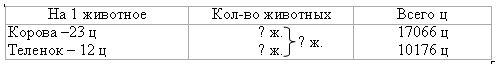 На 1 животное Кол-во животных Всего ц
Корова –23 ц ? ж. 17066 ц
? ж.
Теленок – 12 ц ? ж. 10176 ц